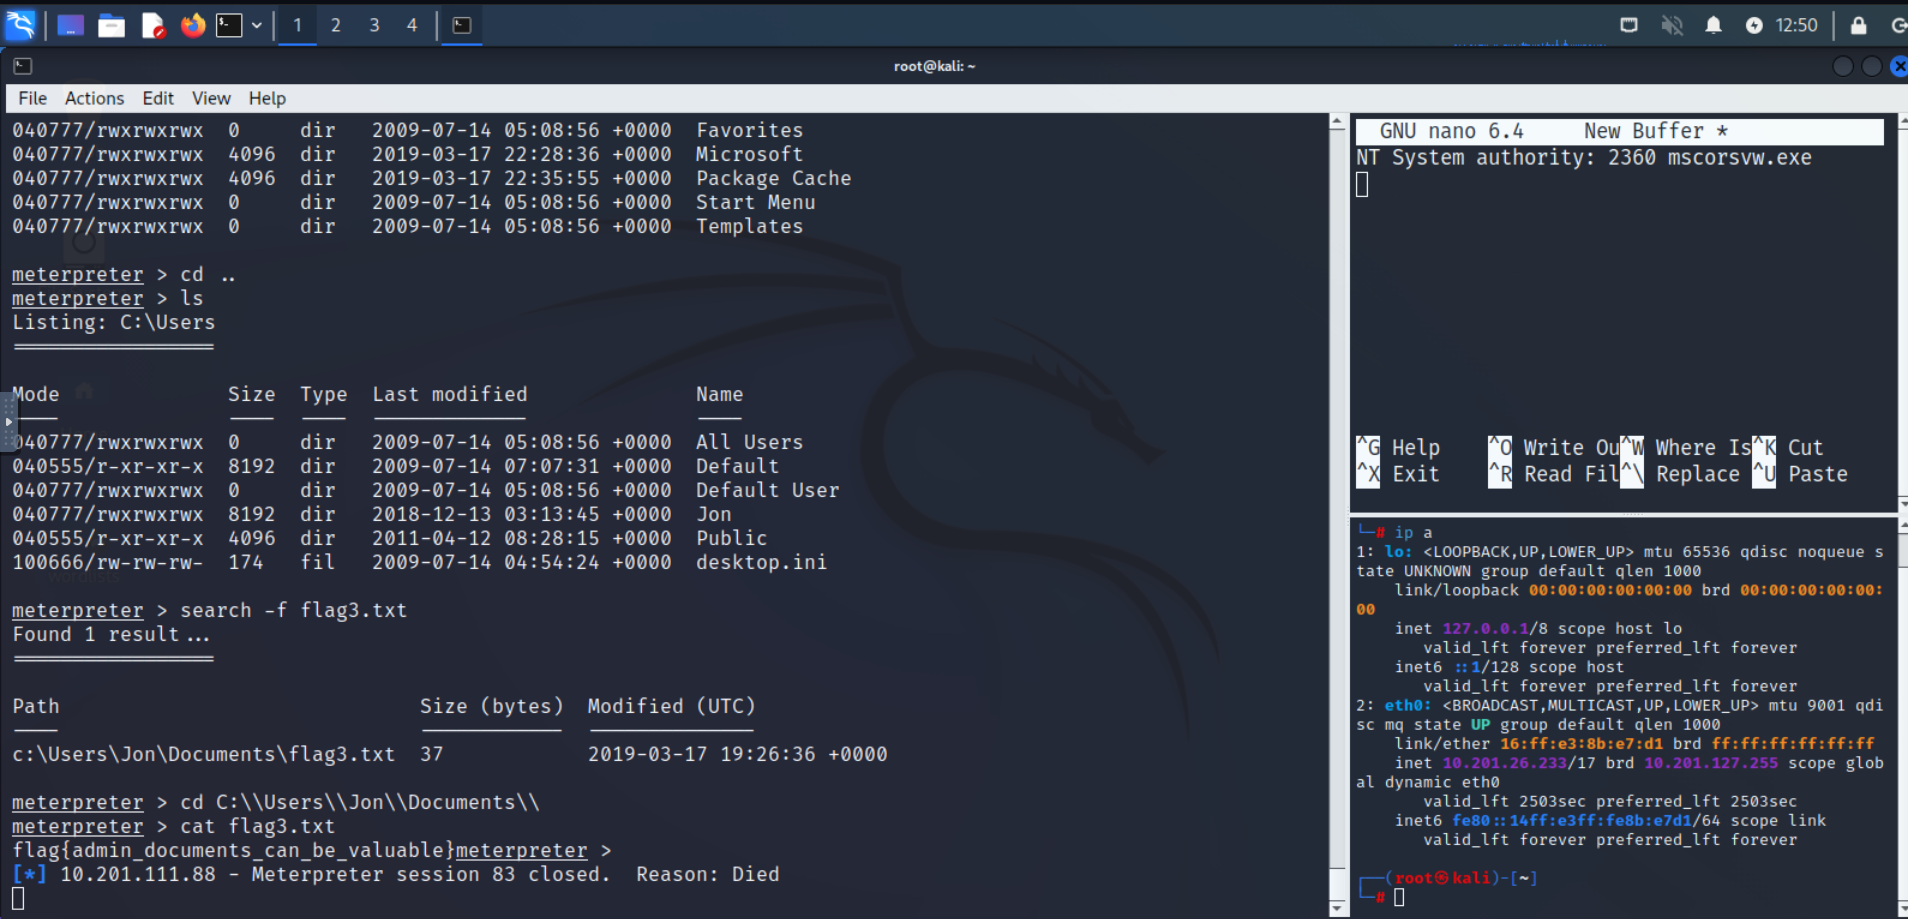 1 2 3 4 12:50
root@kali: ~
File Actions Edit View Help
040777/rwxrwxrwx 0 dir 2009-07-14 05:08:56 +0000 Favorites
040777/rwxrwxrwx 4096 dir 2019-03-17 22:28:36 +0000 Microsoft
040777/rwxrwxrwx 4096 dir 2019-03-17 22:35:55 +0000 Package Cache
040777/rwxrwxrwx 0 dir 2009-07-14 05:08:56 +0000 Start Menu
040777/rwxrwxrwx 0 dir 2009-07-14 05:08:56 +0000 Templates
meterpreter > cd ..
meterpreter > ls
Listing: C:\Users
Mode Size Type Last modified Name
040777/rwxrwxrwx 0 dir 2009-07-14 05:08:56 +0000 All Users
040555/r-xr-xr-x 8192 dir 2009-07-14 07:07:31 +0000 Default
040777/rwxrwxrwx 0 dir 2009-07-14 05:08:56 +0000 Default User
040777/rwxrwxrwx 8192 dir 2018-12-13 03:13:45 +0000 Jon
040555/r-xr-xr-x 4096 dir 2011-04-12 08:28:15 +0000 Public
100666/rw-rw-rw- 174 fil 2009-07-14 04:54:24 +0000 desktop.ini
wordlists
meterpreter > search -f flag3.txt
Found 1 result...
Path Size (bytes) Modified (UTC)
c:\Users\Jon\Documents\flag3.txt 37 2019-03-17 19:26:36 +0000
meterpreter > cd C:\\Users\\Jon\\Documents\\
meterpreter > cat flag3.txt
flag{admin_documents_can_be_valuable}meterpreter >
[*] 10.201.111.88 - Meterpreter session 83 closed. Reason: Died
GNU nano 6.4 New Buffer *
NT System authority: 2360 mscorsvw.exe
^G Help ^O Write Ou^W Where Is^K Cut
^X Exit ^R Read Fil^\ Replace ^U Paste
└─# ip a
1: lo: <LOOPBACK,UP,LOWER_UP> mtu 65536 qdisc noqueue s
tate UNKNOWN group default qlen 1000
link/loopback 00:00:00:00:00:00 brd 00:00:00:00:00:
00
inet 127.0.0.1/8 scope host lo
valid_lft forever preferred_lft forever
inet6 ::1/128 scope host
valid_lft forever preferred_lft forever
2: eth0: <BROADCAST,MULTICAST,UP,LOWER_UP> mtu 9001 qdi
sc mq state UP group default qlen 1000
link/ether 16:ff:e3:8b:e7:d1 brd ff:ff:ff:ff:ff:ff
inet 10.201.26.233/17 brd 10.201.127.255 scope glob
al dynamic eth0
valid_lft 2503sec preferred_lft 2503sec
inet6 fe80::14ff:e3ff:fe8b:e7d1/64 scope link
valid_lft forever preferred_lft forever
┌──(root㉿kali)-[~]
└─#